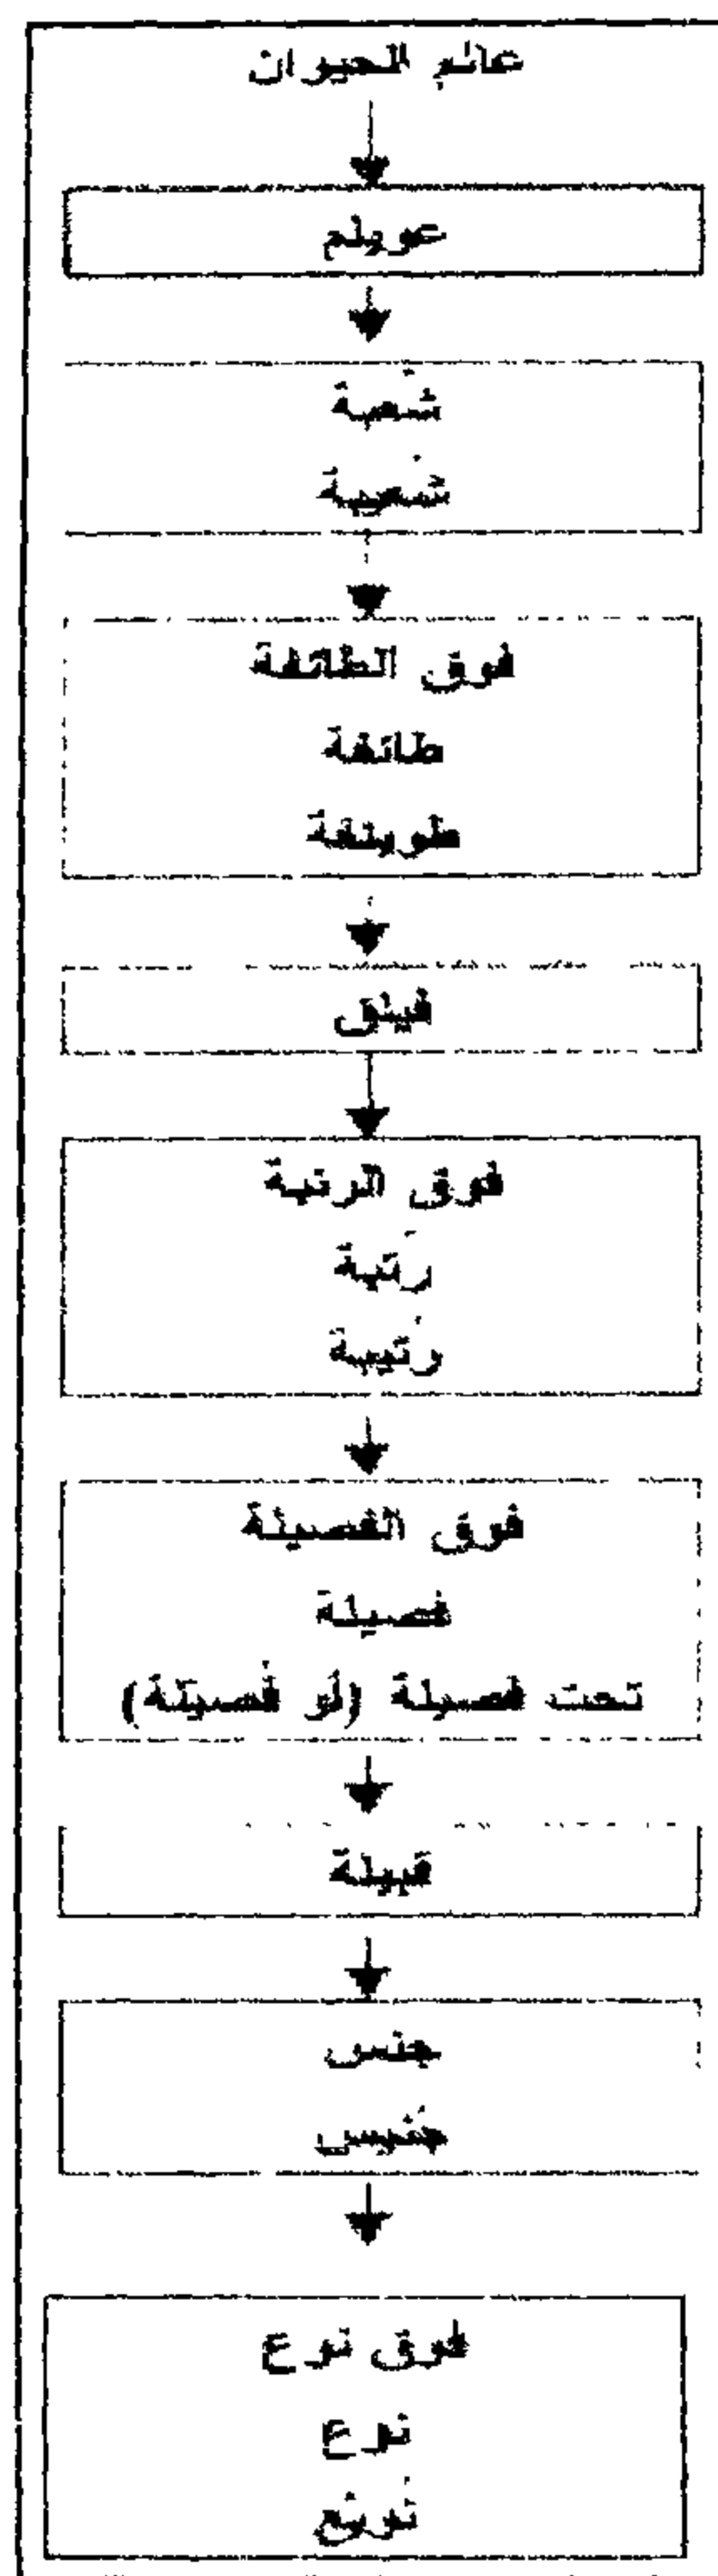 عالم الحيوان
عويلم
شعبة
شعيبة
فوق الطائفة
طائفة
طويئفة
فيلق
فوق الرتبة
رتبة
رتيبة
فوق الفصيلة
فصيلة
تحت فصيلة (أو فصيلة)
قبيلة
جنس
جنيس
فوق نوع
نوع
نويع